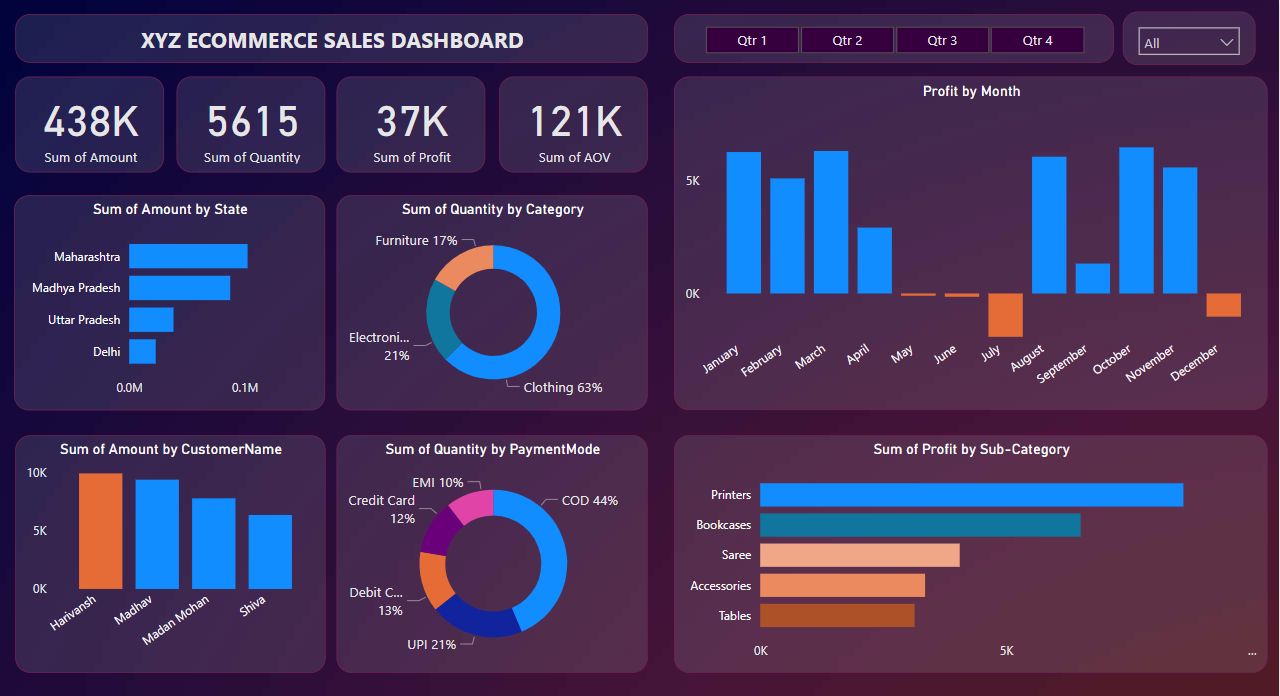 XYZ ECOMMERCE SALES DASHBOARD
Qtr 1
Qtr 2
Qtr 3
Qtr 4
All
438K
Sum of Amount
5615
Sum of Quantity
37K
Sum of Profit
121K
Sum of AOV
Profit by Month
5K
0K
January
February
March
April
May
June
July
August
September
October
November
December
Sum of Amount by State
Maharashtra
Madhya Pradesh
Uttar Pradesh
Delhi
0.0M
0.1M
Sum of Quantity by Category
Furniture 17%
Electroni...
21%
Clothing 63%
Sum of Amount by CustomerName
10K
5K
0K
Harivansh
Madhav
Madan Mohan
Shiva
Sum of Quantity by PaymentMode
EMI 10%
Credit Card
12%
COD 44%
Debit C...
13%
UPI 21%
Sum of Profit by Sub-Category
Printers
Bookcases
Saree
Accessories
Tables
0K
5K
...